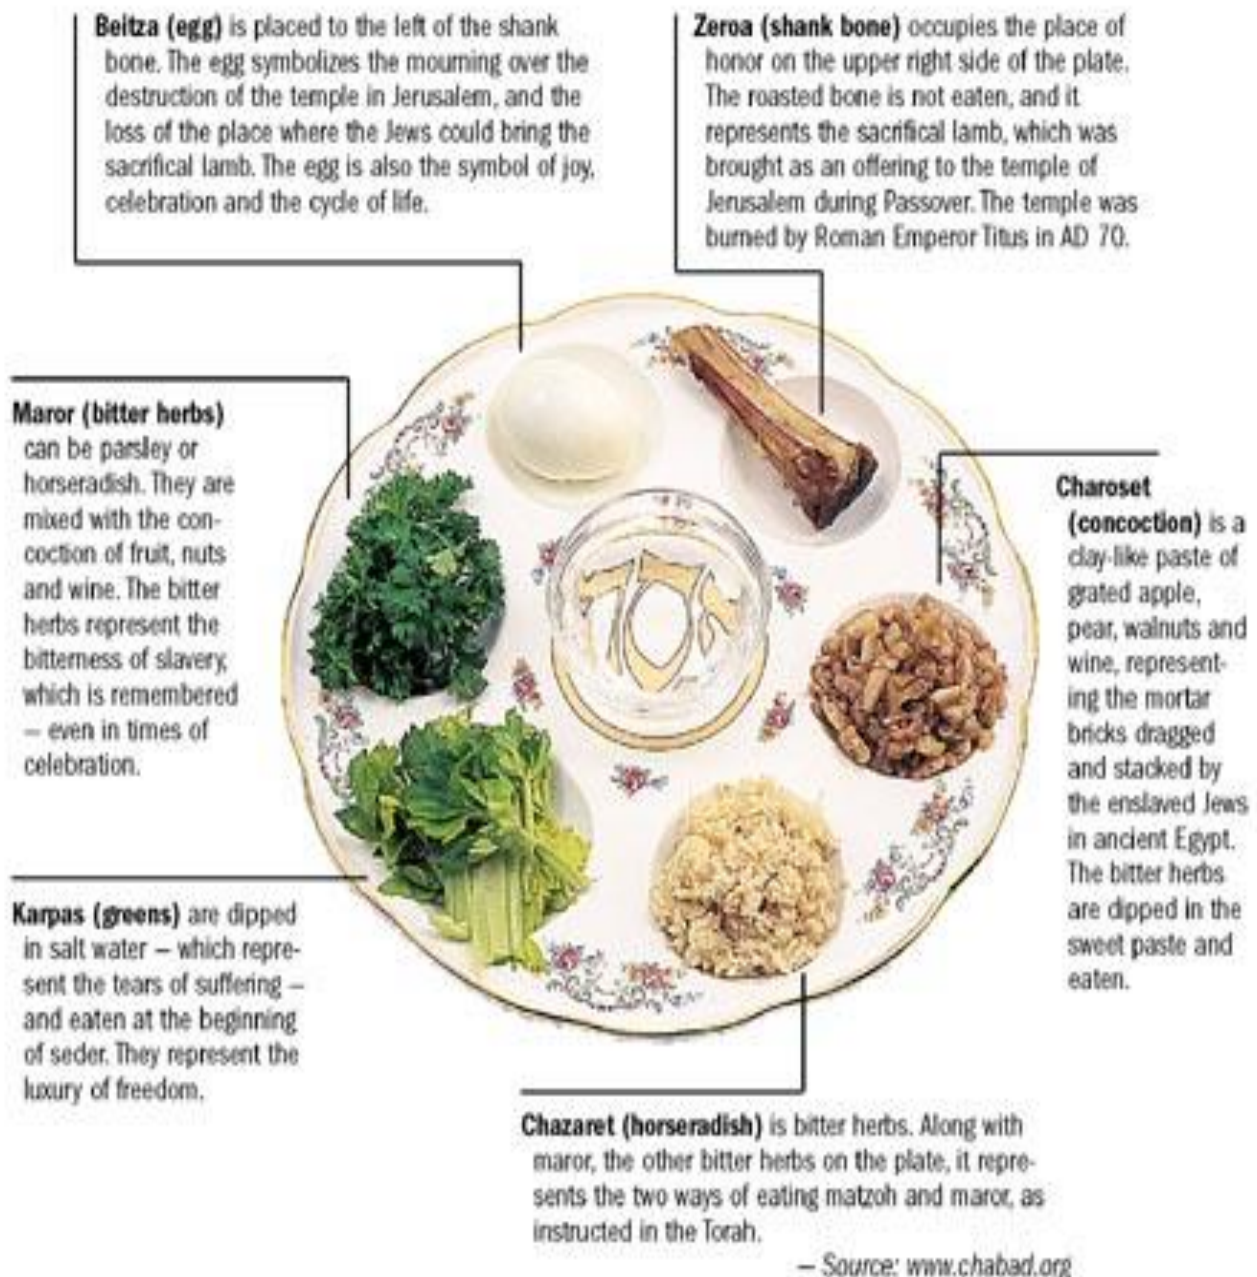 Beitza (egg) is placed to the left of the shank
bone. The egg symbolizes the mourning over the
destruction of the temple in Jerusalem, and the
loss of the place where the Jews could bring the
sacrifical lamb. The egg is also the symbol of joy,
celebration and the cycle of life.
Zeroa (shank bone) occupies the place of
honor on the upper right side of the plate.
The roasted bone is not eaten, and it
represents the sacrifical lamb, which was
brought as an offering to the temple of
Jerusalem during Passover. The temple was
burned by Roman Emperor Titus in AD 70.
Maror (bitter herbs)
can be parsley or
horseradish. They are
mixed with the con-
coction of fruit, nuts
and wine. The bitter
herbs represent the
bitterness of slavery,
which is remembered
– even in times of
celebration.
Charoset
(concoction) is a
clay-like paste of
grated apple,
pear, walnuts and
wine, represent-
ing the mortar
bricks dragged
and stacked by
the enslaved Jews
in ancient Egypt.
The bitter herbs
are dipped in the
sweet paste and
eaten.
Karpas (greens) are dipped
in salt water – which repre-
sent the tears of suffering –
and eaten at the beginning
of seder. They represent the
luxury of freedom.
Chazaret (horseradish) is bitter herbs. Along with
maror, the other bitter herbs on the plate, it repre-
sents the two ways of eating matzoh and maror, as
instructed in the Torah.
– Source: www.chabad.org